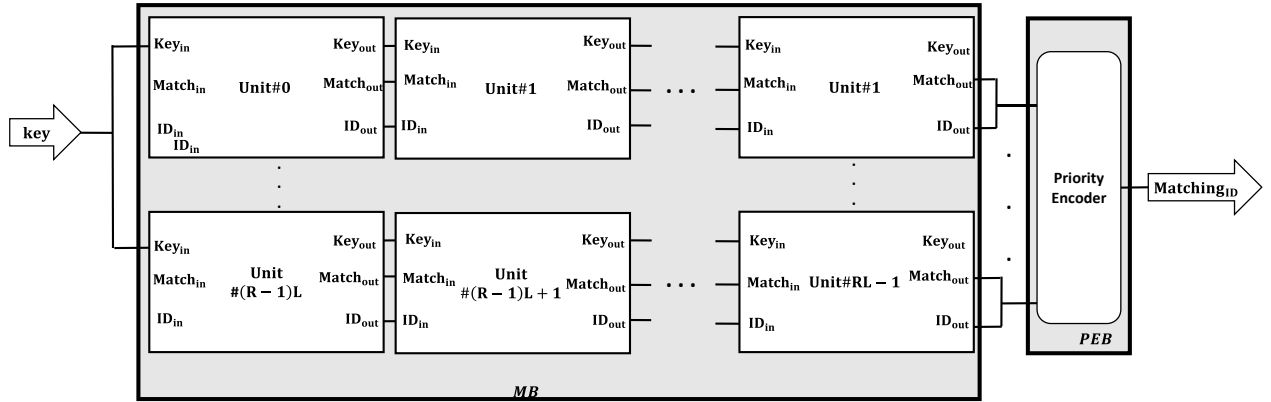 key
Key_in
Match_in
ID_in
ID_in
Unit#0
Key_out
Match_out
ID_out
Key_in
Match_in
ID_in
Unit#1
Key_out
Match_out
ID_out
. . .
Key_in
Match_in
ID_in
Unit#1
Key_out
Match_out
ID_out
Key_in
Match_in
ID_in
Unit
#(R − 1)L
Key_out
Match_out
ID_out
Key_in
Match_in
ID_in
Unit
#(R − 1)L + 1
Key_out
Match_out
ID_out
. . .
Key_in
Match_in
ID_in
Unit#RL − 1
Key_out
Match_out
ID_out
MB
Priority
Encoder
PEB
Matching_ID